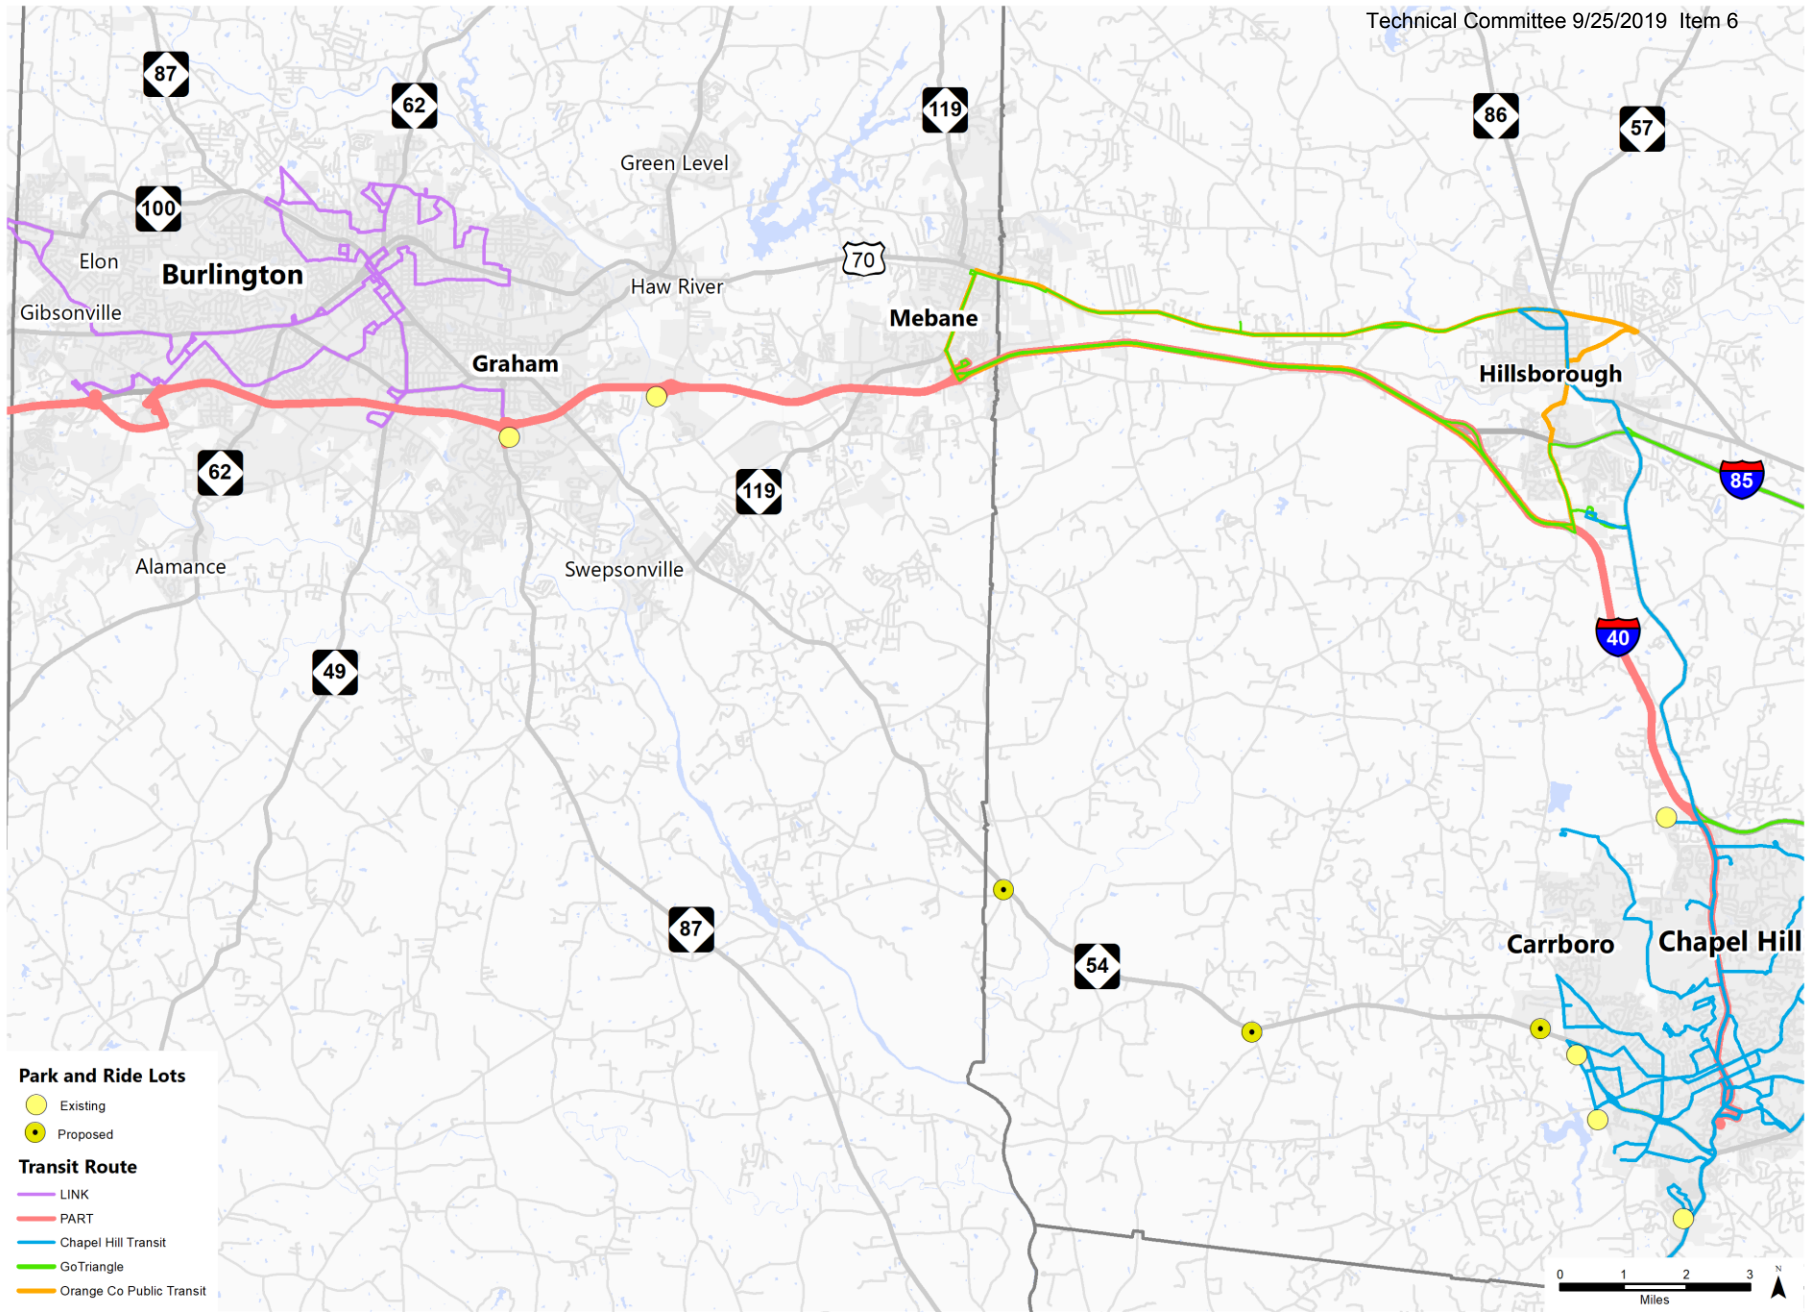 Technical Committee 9/25/2019 Item 6
87
62
119
86
57
Green Level
100
Elon
Burlington
70
Haw River
Gibsonville
Mebane
Graham
Hillsborough
62
119
85
Alamance
Swepsonville
40
49
87
54
Carrboro
Chapel Hill
Park and Ride Lots
Existing
Proposed
Transit Route
LINK
PART
Chapel Hill Transit
GoTriangle
Orange Co Public Transit
0 1 2 3
Miles
N